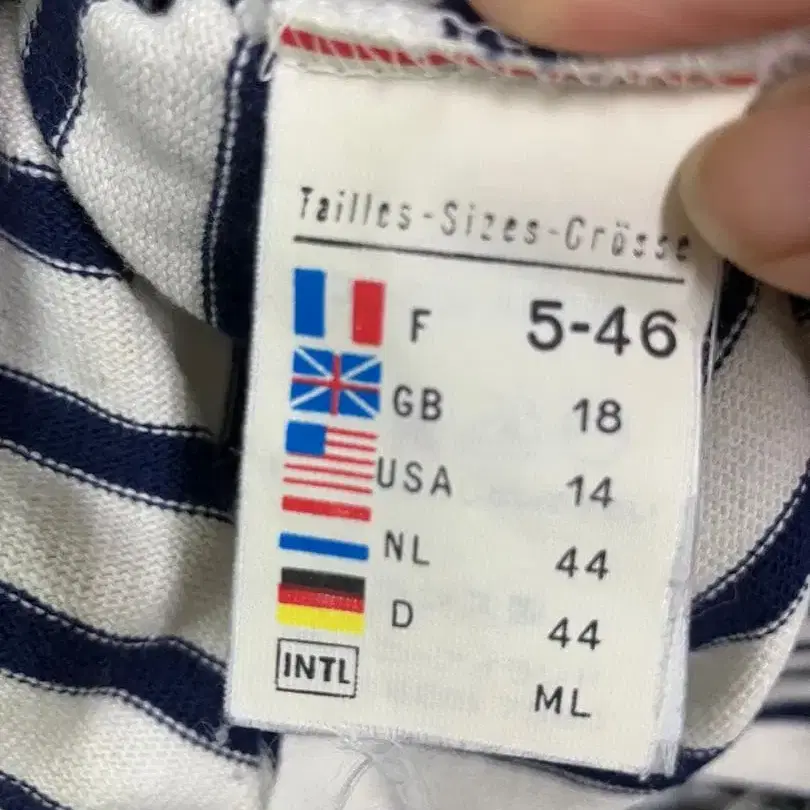 Tailles-Sizes-Grösse
F 5-46
GB 18
USA 14
NL 44
D 44
INTL ML